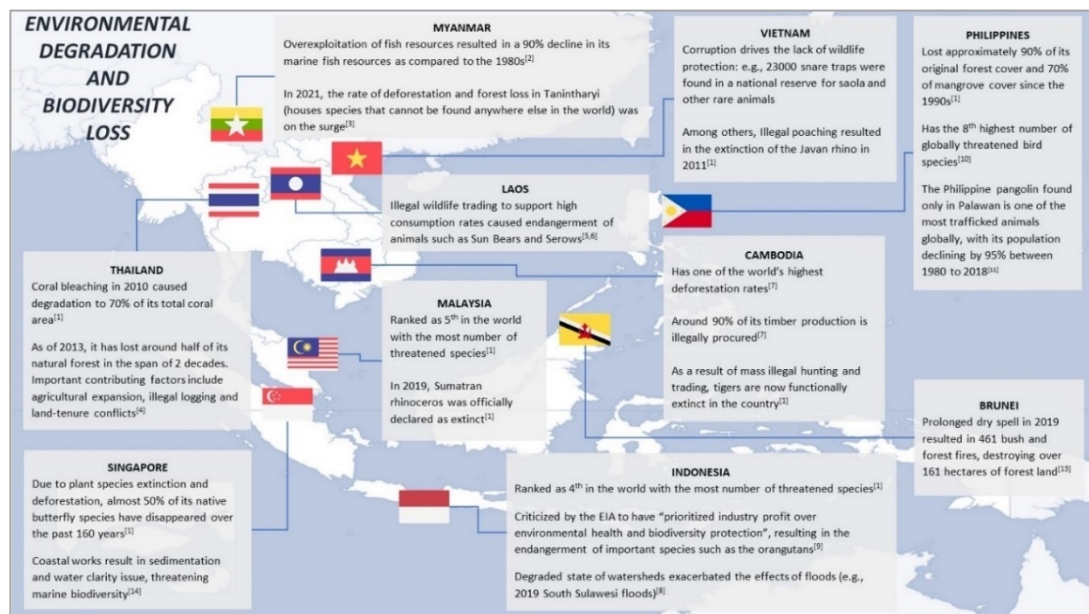 ENVIRONMENTAL
DEGRADATION
AND
BIODIVERSITY
LOSS
MYANMAR
Overexploitation of fish resources resulted in a 90% decline in its
marine fish resources as compared to the 1980s[2]
In 2021, the rate of deforestation and forest loss in Tanintharyi
(houses species that cannot be found anywhere else in the world) was
on the surge[3]
VIETNAM
Corruption drives the lack of wildlife
protection: e.g., 23000 snare traps were
found in a national reserve for saola and
other rare animals
Among others, Illegal poaching resulted
in the extinction of the Javan rhino in
2011[1]
PHILIPPINES
Lost approximately 90% of its
original forest cover and 70%
of mangrove cover since the
1990s[1]
Has the 8th highest number of
globally threatened bird
species[10]
The Philippine pangolin found
only in Palawan is one of the
most trafficked animals
globally, with its population
declining by 95% between
1980 to 2018[11]
LAOS
Illegal wildlife trading to support high
consumption rates caused endangerment of
animals such as Sun Bears and Serows[5,6]
THAILAND
Coral bleaching in 2010 caused
degradation to 70% of its total coral
area[1]
As of 2013, it has lost around half of its
natural forest in the span of 2 decades.
Important contributing factors include
agricultural expansion, illegal logging and
land-tenure conflicts[4]
MALAYSIA
Ranked as 5th in the world
with the most number of
threatened species[1]
In 2019, Sumatran
rhinoceros was officially
declared as extinct[1]
CAMBODIA
Has one of the world's highest
deforestation rates[7]
Around 90% of its timber production is
illegally procured[7]
As a result of mass illegal hunting and
trading, tigers are now functionally
extinct in the country[1]
BRUNEI
Prolonged dry spell in 2019
resulted in 461 bush and
forest fires, destroying over
161 hectares of forest land[13]
SINGAPORE
Due to plant species extinction and
deforestation, almost 50% of its native
butterfly species have disappeared over
the past 160 years[1]
Coastal works result in sedimentation
and water clarity issue, threatening
marine biodiversity[14]
INDONESIA
Ranked as 4th in the world with the most number of threatened species[1]
Criticized by the EIA to have "prioritized industry profit over
environmental health and biodiversity protection", resulting in the
endangerment of important species such as the orangutans[9]
Degraded state of watersheds exacerbated the effects of floods (e.g.,
2019 South Sulawesi floods)[8]